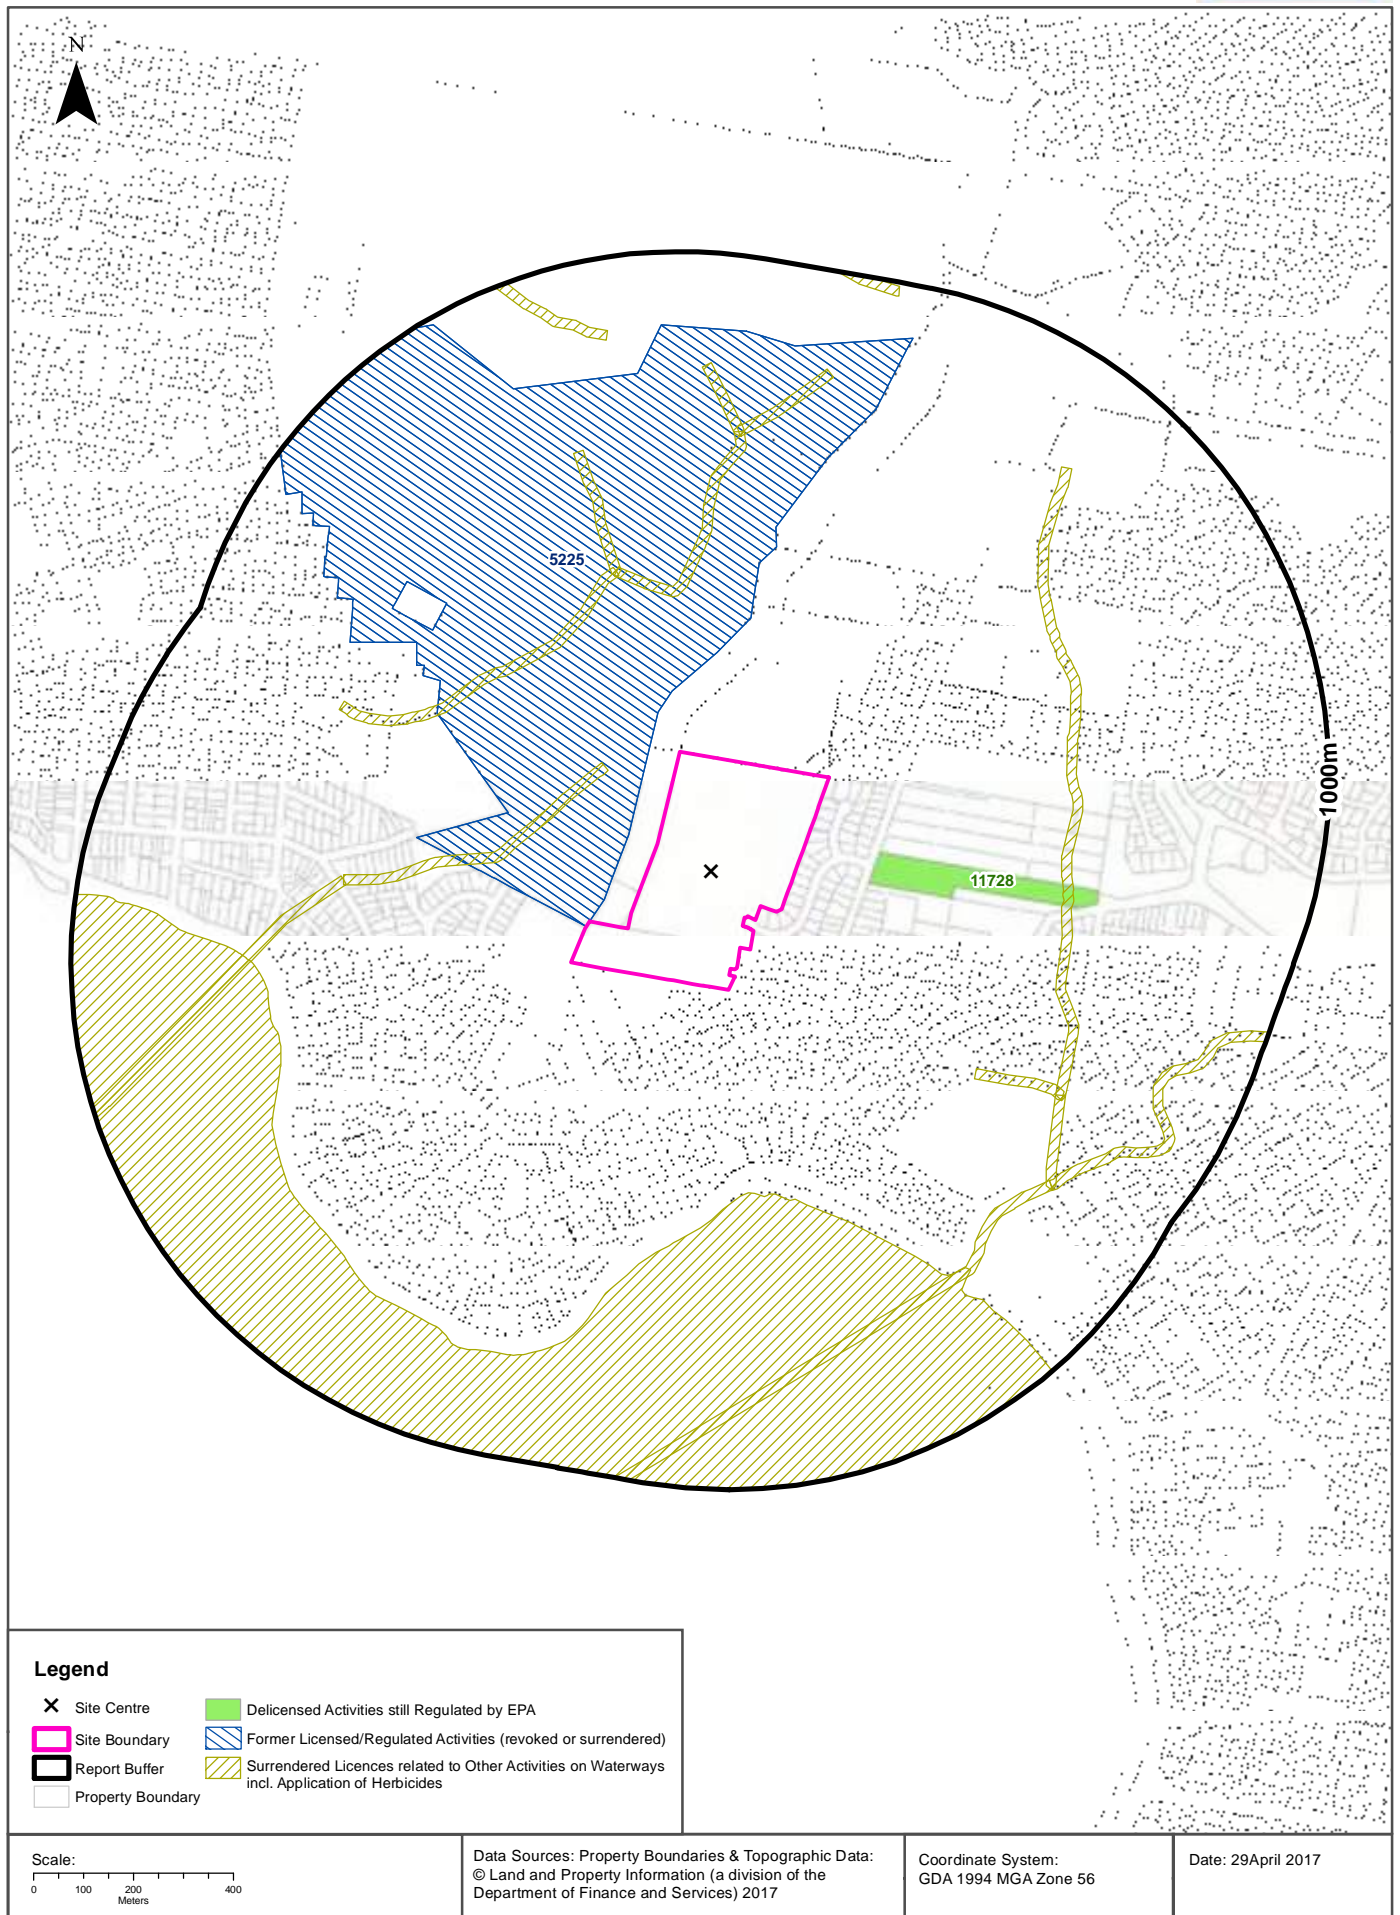 N
5225
1000m
11728
Legend
Site Centre
Site Boundary
Report Buffer
Property Boundary
Delicensed Activities still Regulated by EPA
Former Licensed/Regulated Activities (revoked or surrendered)
Surrendered Licences related to Other Activities on Waterways
incl. Application of Herbicides
Scale:
0 100 200 400
Meters
Data Sources: Property Boundaries & Topographic Data:
© Land and Property Information (a division of the
Department of Finance and Services) 2017
Coordinate System:
GDA 1994 MGA Zone 56
Date: 29April 2017